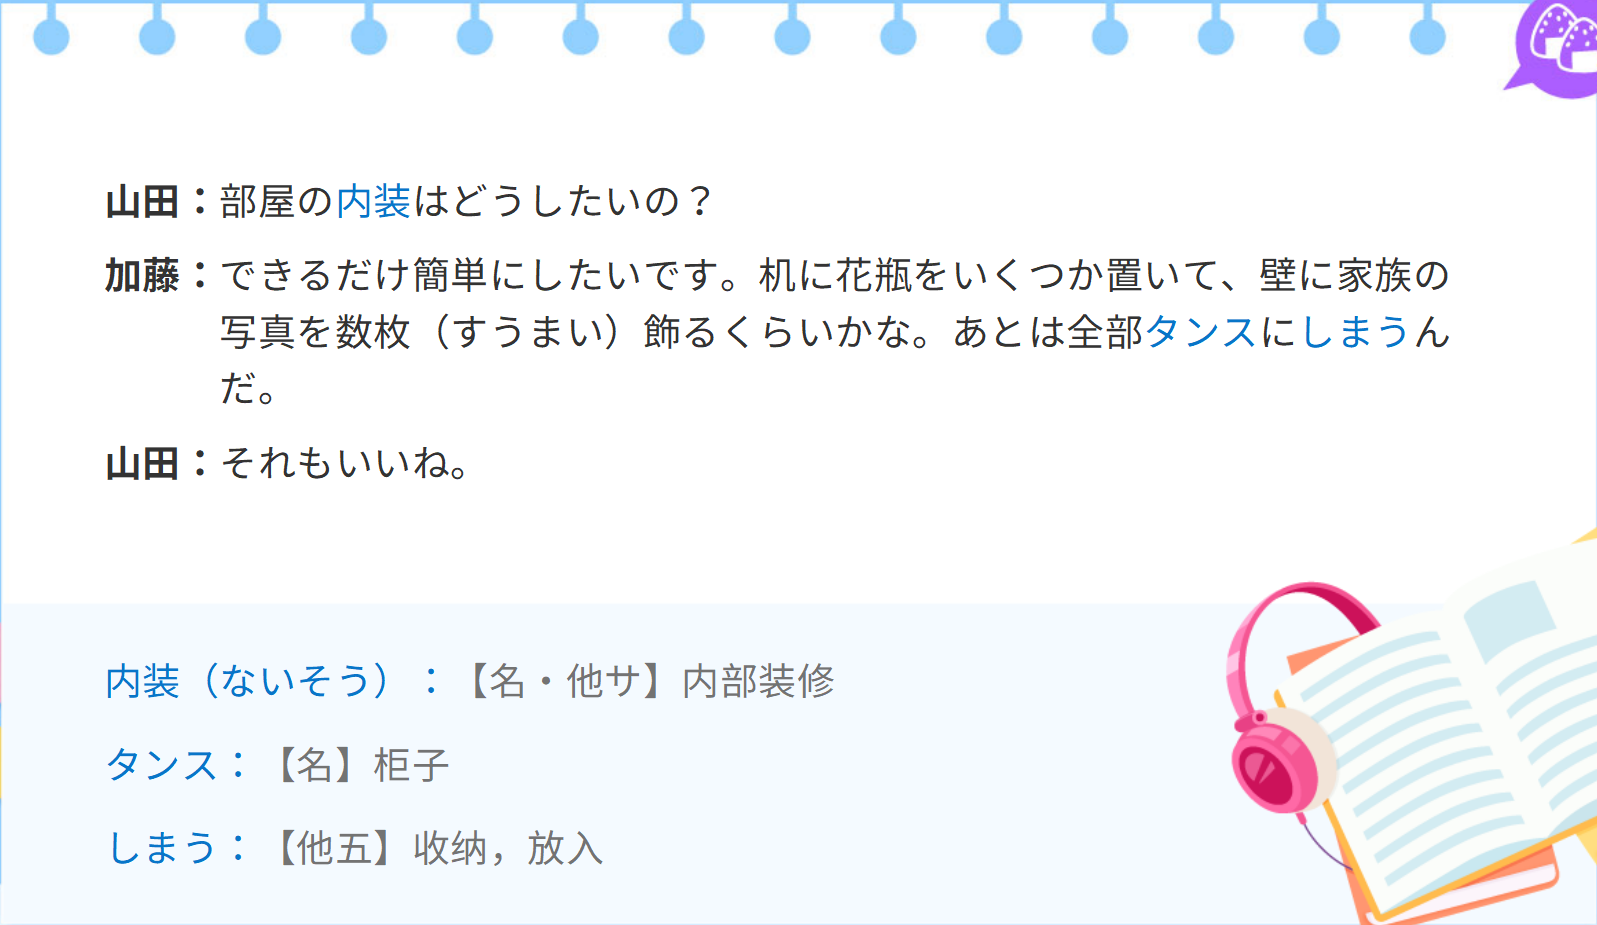 山田：部屋の内装はどうしたいの？
加藤：できるだけ簡単にしたいです。机に花瓶をいくつか置いて、壁に家族の
写真を数枚（すうまい）飾るくらいかな。あとは全部タンスにしまうん
だ。
山田：それもいいね。
内装（ないそう）：【名・他サ】内部装修
タンス：【名】柜子
しまう：【他五】收纳，放入